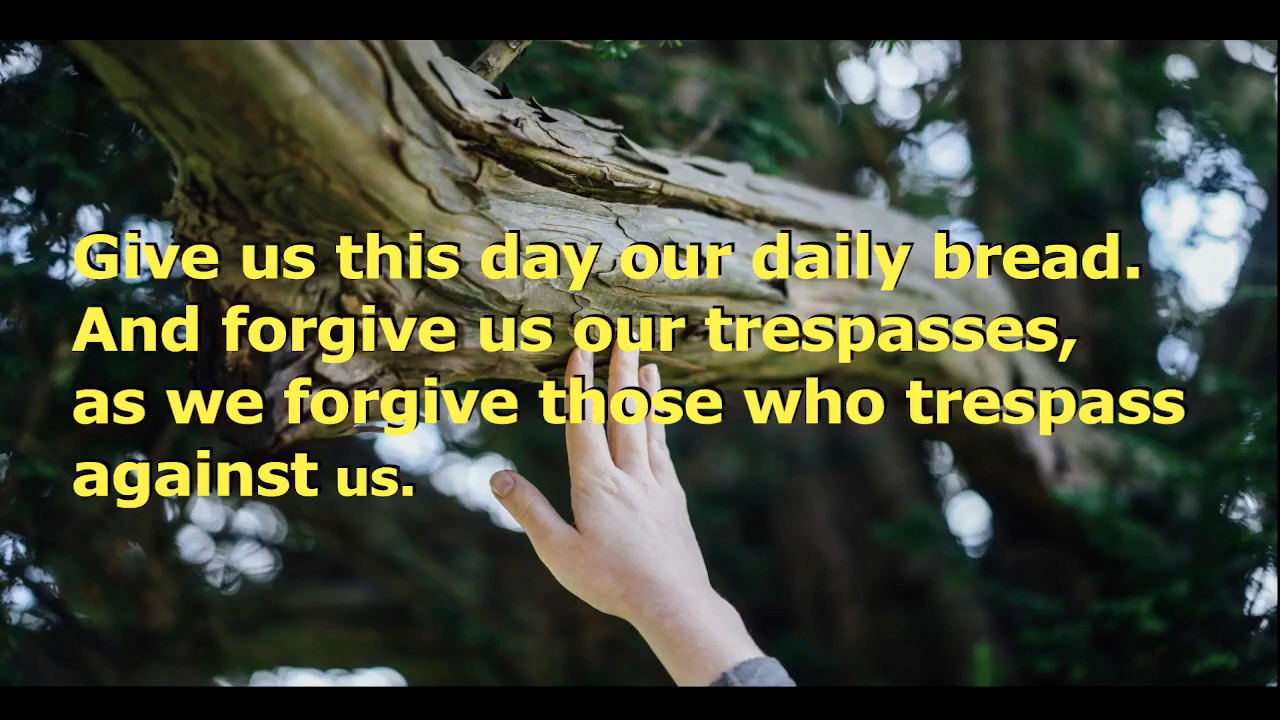 Give us this day our daily bread.
And forgive us our trespasses,
as we forgive those who trespass
against us.